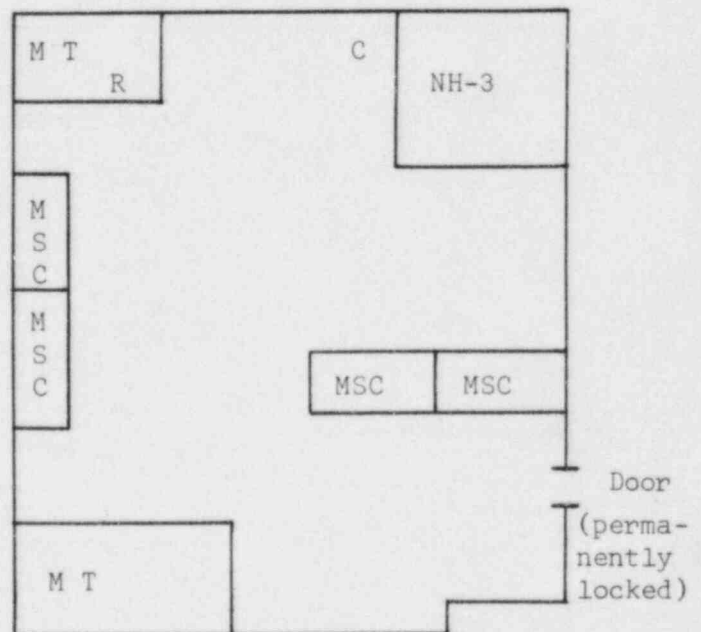 M T
R
C
NH-3
M
S
C
M
S
C
MSC
MSC
Door
(perma-
nently
locked)
M T